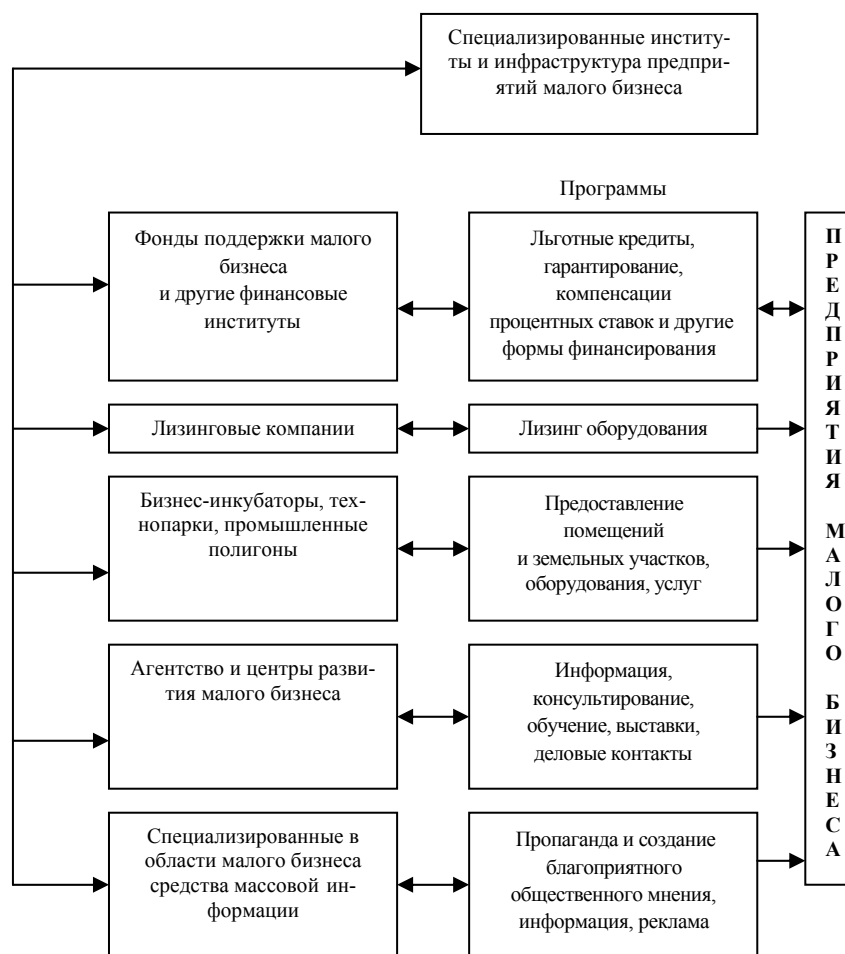 Специализированные институ-
ты и инфраструктура предпри-
ятий малого бизнеса
Программы
Фонды поддержки малого
бизнеса
и другие финансовые
институты
Льготные кредиты,
гарантирование,
компенсации
процентных ставок и другие
формы финансирования
Лизинговые компании
Лизинг оборудования
Бизнес-инкубаторы, тех-
нопарки, промышленные
полигоны
Предоставление
помещений
и земельных участков,
оборудования, услуг
Агентство и центры разви-
тия малого бизнеса
Информация,
консультирование,
обучение, выставки,
деловые контакты
Специализированные в
области малого бизнеса
средства массовой ин-
формации
Пропаганда и создание
благоприятного
общественного мнения,
информация, реклама
ПРЕДПРИЯТИЯ МАЛОГО БИЗНЕСА